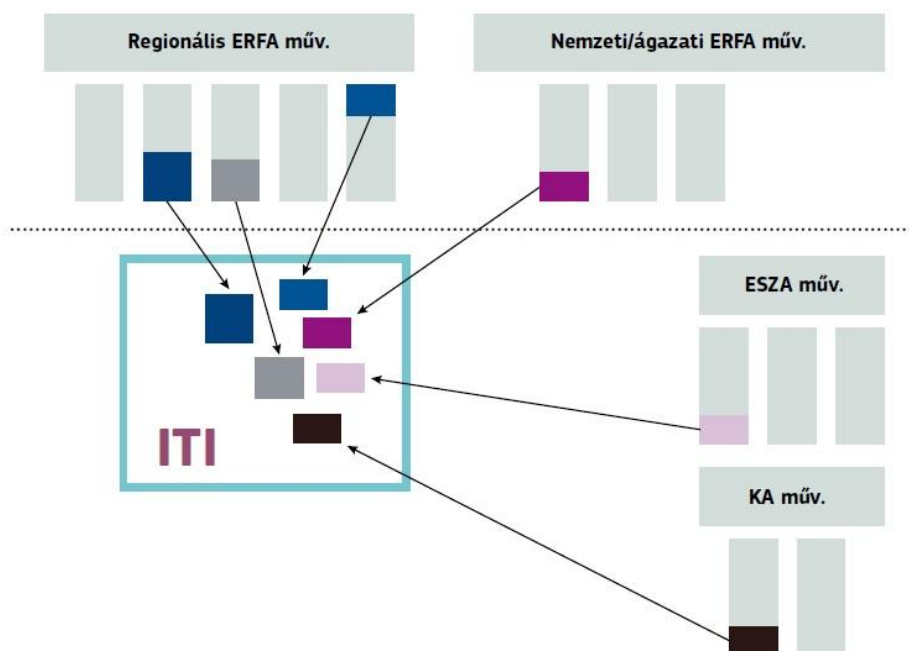 Regionális ERFA műv.
Nemzeti/ágazati ERFA műv.
ESZA műv.
ITI
KA műv.